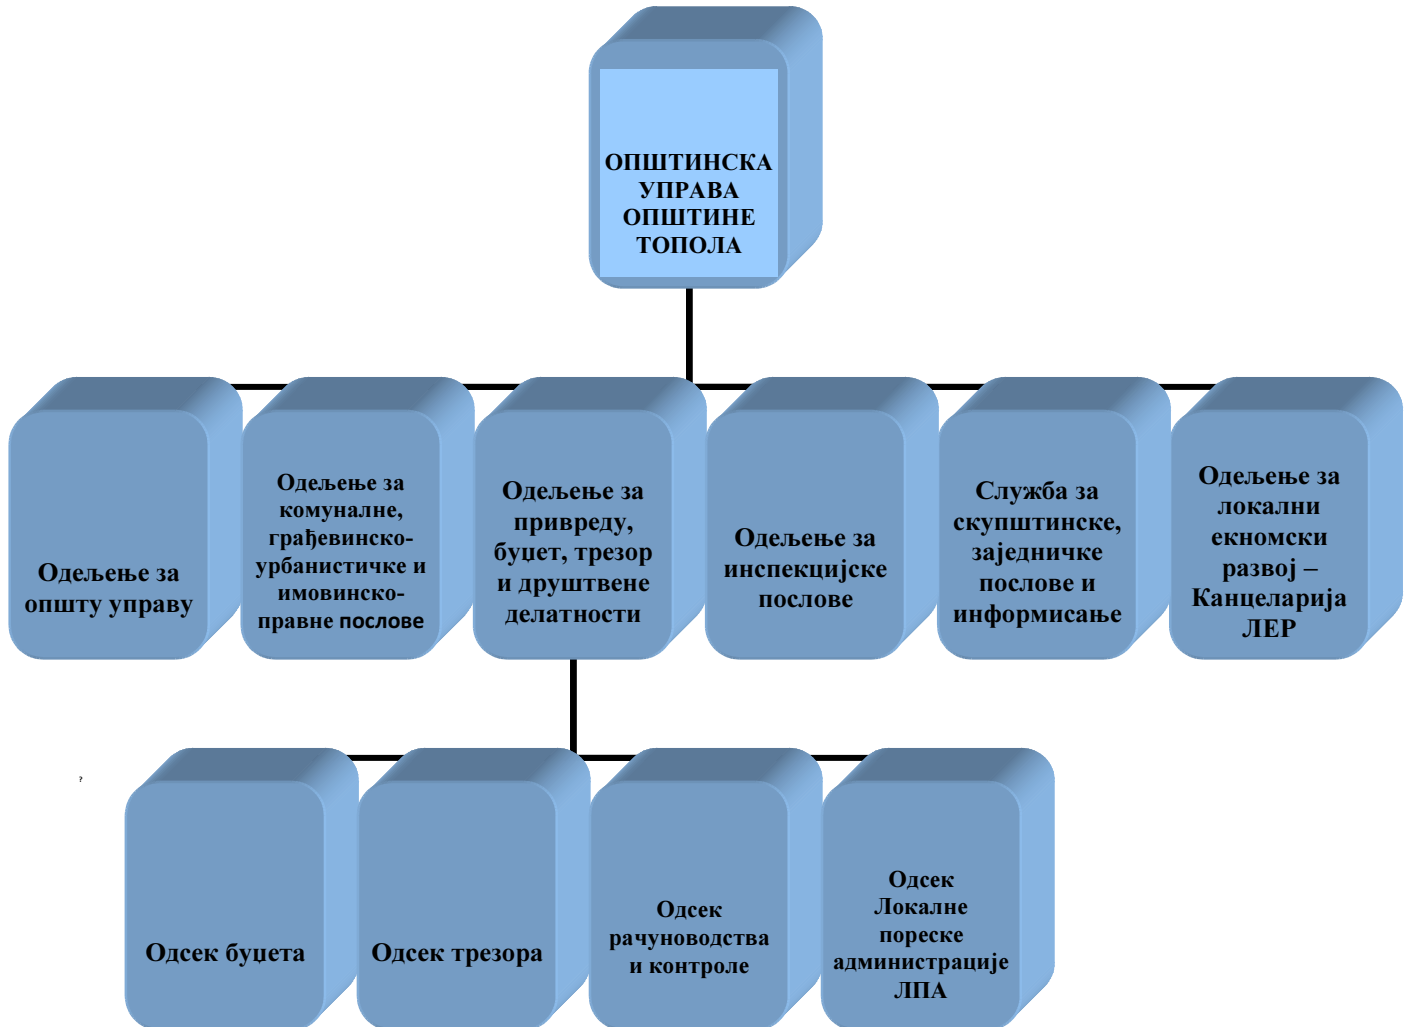 ОПШТИНСКА
УПРАВА
ОПШТИНЕ
ТОПОЛА
Одељење за
општу управу
Одељење за
комуналне,
грађевинско-
урбанистичке и
имовинско-
правне послове
Одељење за
привреду,
буџет, трезор
и друштвене
делатности
Одељење за
инспекцијске
послове
Служба за
скупштинске,
заједничке
послове и
информисање
Одељење за
локални
екномски
развој –
Канцеларија
ЛЕР
?
Одсек буџета
Одсек трезора
Одсек
рачуноводства
и контроле
Одсек
Локалне
пореске
администрације
ЛПА